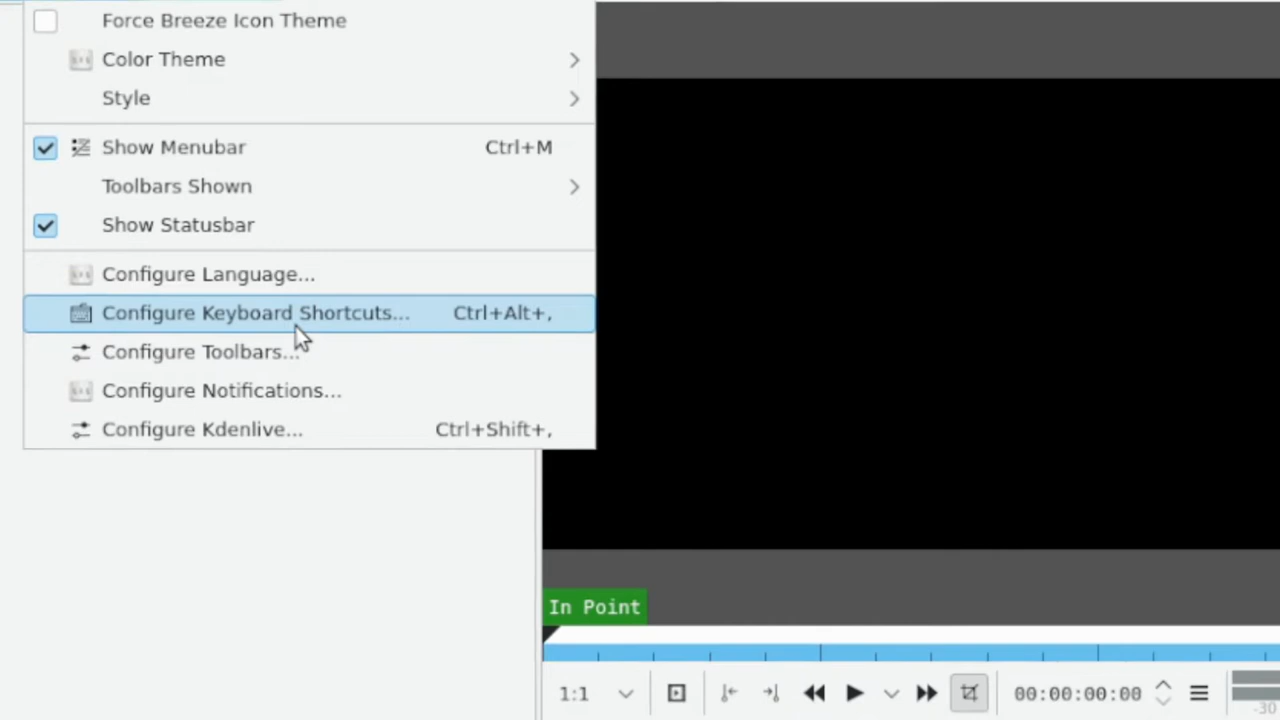 Force Breeze Icon Theme
Color Theme
Style
Show Menubar Ctrl+M
Toolbars Shown
Show Statusbar
Configure Language...
Configure Keyboard Shortcuts... Ctrl+Alt+,
Configure Toolbars...
Configure Notifications...
Configure Kdenlive... Ctrl+Shift+,
In Point
1:1 00:00:00:00
-30